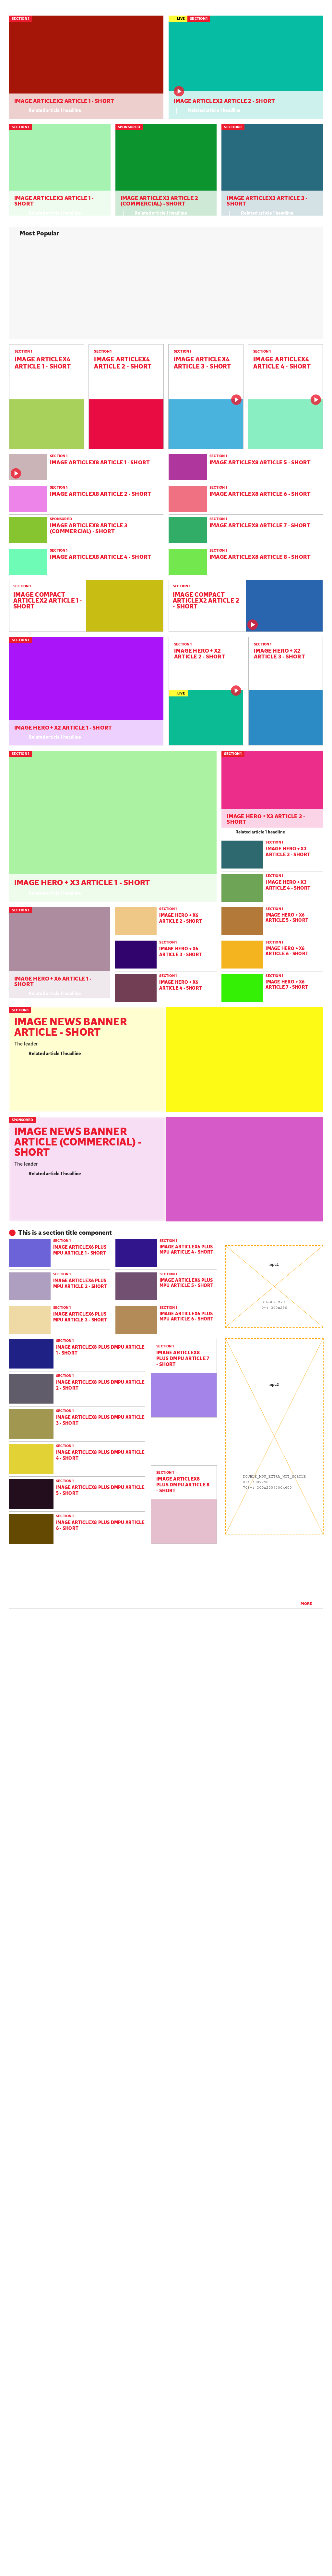 SECTION 1
IMAGE ARTICLEX2 ARTICLE 1 - SHORT
Related article 1 headline
LIVE
SECTION 1
IMAGE ARTICLEX2 ARTICLE 2 - SHORT
Related article 1 headline
SECTION 1
IMAGE ARTICLEX3 ARTICLE 1 -
SHORT
SPONSORED
IMAGE ARTICLEX3 ARTICLE 2
(COMMERCIAL) - SHORT
Related article 1 headline
SECTION 1
IMAGE ARTICLEX3 ARTICLE 3 -
SHORT
Related article 1 headline
Most Popular
SECTION 1
IMAGE ARTICLEX4
ARTICLE 1 - SHORT
SECTION 1
IMAGE ARTICLEX4
ARTICLE 2 - SHORT
SECTION 1
IMAGE ARTICLEX4
ARTICLE 3 - SHORT
SECTION 1
IMAGE ARTICLEX4
ARTICLE 4 - SHORT
SECTION 1
IMAGE ARTICLEX8 ARTICLE 1 - SHORT
SECTION 1
IMAGE ARTICLEX8 ARTICLE 5 - SHORT
SECTION 1
IMAGE ARTICLEX8 ARTICLE 2 - SHORT
SECTION 1
IMAGE ARTICLEX8 ARTICLE 6 - SHORT
SPONSORED
IMAGE ARTICLEX8 ARTICLE 3
(COMMERCIAL) - SHORT
SECTION 1
IMAGE ARTICLEX8 ARTICLE 7 - SHORT
SECTION 1
IMAGE ARTICLEX8 ARTICLE 4 - SHORT
SECTION 1
IMAGE ARTICLEX8 ARTICLE 8 - SHORT
SECTION 1
IMAGE COMPACT
ARTICLEX2 ARTICLE 1 -
SHORT
SECTION 1
IMAGE COMPACT
ARTICLEX2 ARTICLE 2
- SHORT
SECTION 1
IMAGE HERO + X2 ARTICLE 1 - SHORT
Related article 1 headline
SECTION 1
IMAGE HERO + X2
ARTICLE 2 - SHORT
LIVE
SECTION 1
IMAGE HERO + X2
ARTICLE 3 - SHORT
SECTION 1
IMAGE HERO + X3 ARTICLE 1 - SHORT
SECTION 1
IMAGE HERO + X3 ARTICLE 2 -
SHORT
Related article 1 headline
SECTION 1
IMAGE HERO + X3
ARTICLE 3 - SHORT
SECTION 1
IMAGE HERO + X3
ARTICLE 4 - SHORT
SECTION 1
IMAGE HERO + X6 ARTICLE 1 -
SHORT
SECTION 1
IMAGE HERO + X6
ARTICLE 2 - SHORT
SECTION 1
IMAGE HERO + X6
ARTICLE 3 - SHORT
SECTION 1
IMAGE HERO + X6
ARTICLE 4 - SHORT
SECTION 1
IMAGE HERO + X6
ARTICLE 5 - SHORT
SECTION 1
IMAGE HERO + X6
ARTICLE 6 - SHORT
SECTION 1
IMAGE HERO + X6
ARTICLE 7 - SHORT
SECTION 1
IMAGE NEWS BANNER
ARTICLE - SHORT
The leader
Related article 1 headline
SPONSORED
IMAGE NEWS BANNER
ARTICLE (COMMERCIAL) -
SHORT
The leader
Related article 1 headline
This is a section title component
SECTION 1
IMAGE ARTICLEX6 PLUS
MPU ARTICLE 1 - SHORT
SECTION 1
IMAGE ARTICLEX6 PLUS
MPU ARTICLE 4 - SHORT
SECTION 1
IMAGE ARTICLEX6 PLUS
MPU ARTICLE 2 - SHORT
SECTION 1
IMAGE ARTICLEX6 PLUS
MPU ARTICLE 5 - SHORT
SECTION 1
IMAGE ARTICLEX6 PLUS
MPU ARTICLE 3 - SHORT
SECTION 1
IMAGE ARTICLEX6 PLUS
MPU ARTICLE 6 - SHORT
mpu1
SECTION 1
IMAGE ARTICLEX8 PLUS DMPU ARTICLE
1 - SHORT
SECTION 1
IMAGE ARTICLEX8 PLUS DMPU ARTICLE
2 - SHORT
SECTION 1
IMAGE ARTICLEX8 PLUS DMPU ARTICLE
3 - SHORT
SECTION 1
IMAGE ARTICLEX8 PLUS DMPU ARTICLE
4 - SHORT
SECTION 1
IMAGE ARTICLEX8 PLUS DMPU ARTICLE
5 - SHORT
SECTION 1
IMAGE ARTICLEX8 PLUS DMPU ARTICLE
6 - SHORT
SECTION 1
IMAGE ARTICLEX8
PLUS DMPU ARTICLE 7
- SHORT
SECTION 1
IMAGE ARTICLEX8
PLUS DMPU ARTICLE 8
- SHORT
mpu2
MORE